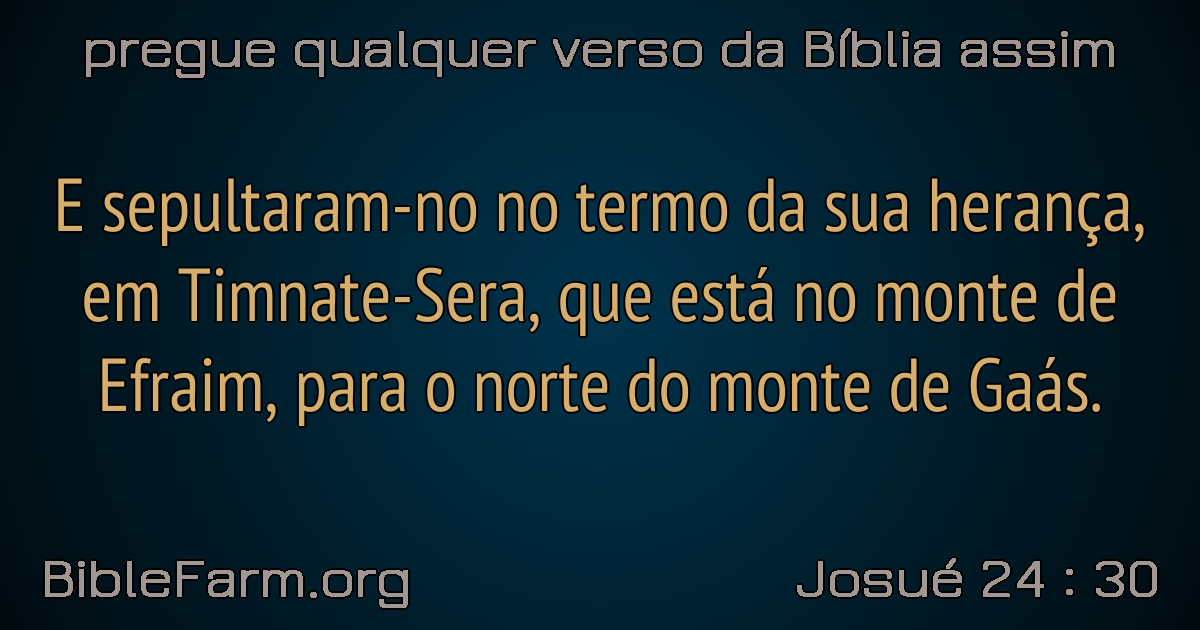 pregue qualquer verso da Bíblia assim
E sepultaram-no no termo da sua herança,
em Timnate-Sera, que está no monte de
Efraim, para o norte do monte de Gaás.
BibleFarm.org
Josué 24 : 30